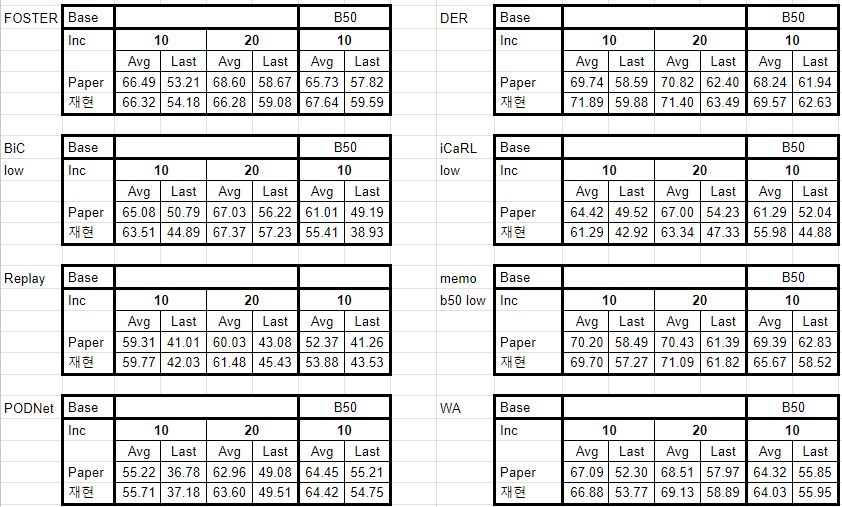 FOSTER Base B50 DER Base B50
Inc 10 20 10 Inc 10 20 10
Avg Last Avg Last Avg Last Avg Last Avg Last Avg Last
Paper 66.49 53.21 68.60 58.67 65.73 57.82 Paper 69.74 58.59 70.82 62.40 68.24 61.94
재현 66.32 54.18 66.28 59.08 67.64 59.59 재현 71.89 59.88 71.40 63.49 69.57 62.63
BiC Base B50 iCaRL Base B50
low Inc 10 20 10 low Inc 10 20 10
Avg Last Avg Last Avg Last Avg Last Avg Last Avg Last
Paper 65.08 50.79 67.03 56.22 61.01 49.19 Paper 64.42 49.52 67.00 54.23 61.29 52.04
재현 63.51 44.89 67.37 57.23 55.41 38.93 재현 61.29 42.92 63.34 47.33 55.98 44.88
Replay Base memo Base B50
Inc 10 20 10 b50 low Inc 10 20 10
Avg Last Avg Last Avg Last Avg Last Avg Last Avg Last
Paper 59.31 41.01 60.03 43.08 52.37 41.26 Paper 70.20 58.49 70.43 61.39 69.39 62.83
재현 59.77 42.03 61.48 45.43 53.88 43.53 재현 69.70 57.27 71.09 61.82 65.67 58.52
PODNet Base B50 WA Base B50
Inc 10 20 10 Inc 10 20 10
Avg Last Avg Last Avg Last Avg Last Avg Last Avg Last
Paper 55.22 36.78 62.96 49.08 64.45 55.21 Paper 67.09 52.30 68.51 57.97 64.32 55.85
재현 55.71 37.18 63.60 49.51 64.42 54.75 재현 66.88 53.77 69.13 58.89 64.03 55.95